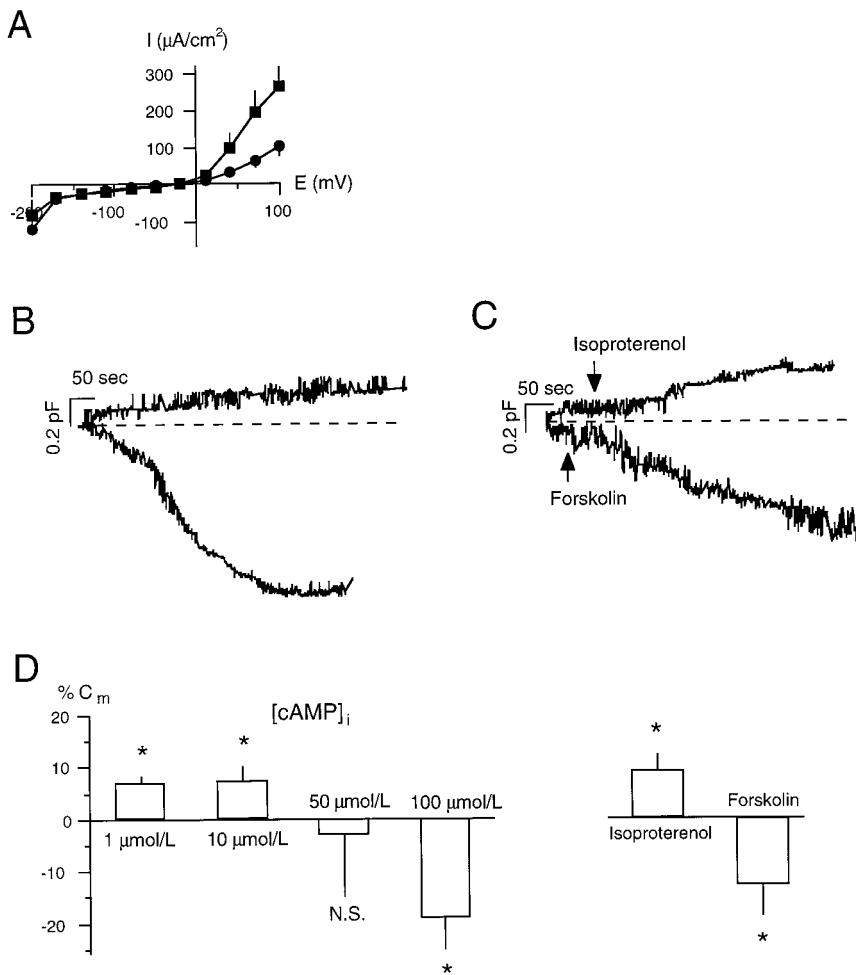 A
I (µA/cm²)
300
200
100
E (mV)
-200
-100
100
-100
B
50 sec
0.2 pF
C
Isoproterenol
50 sec
0.2 pF
Forskolin
D
% C m
[cAMP]i
20
10
0
-10
-20
*
*
50 µmol/L
100 µmol/L
1 µmol/L
10 µmol/L
N.S.
*
*
Forskolin
Isoproterenol
*